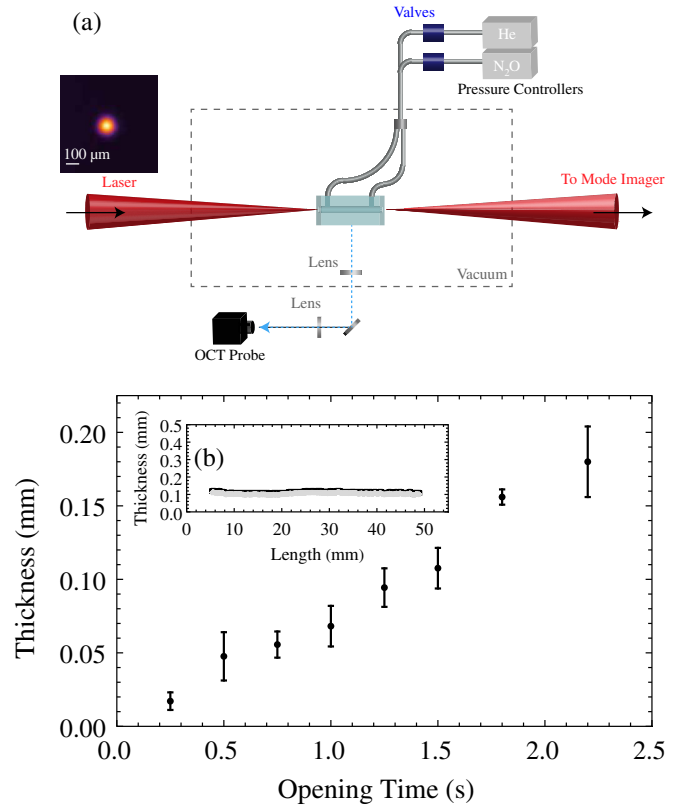 (a)
Valves
He
N₂O
Pressure Controllers
100 μm
Laser
To Mode Imager
Lens
Vacuum
Lens
OCT Probe
0.20
0.15
0.10
0.05
0.00
Thickness (mm)
0.0 0.5 1.0 1.5 2.0 2.5
Opening Time (s)
(b)
0.5
0.4
0.3
0.2
0.1
0.0
Thickness (mm)
0 10 20 30 40 50
Length (mm)